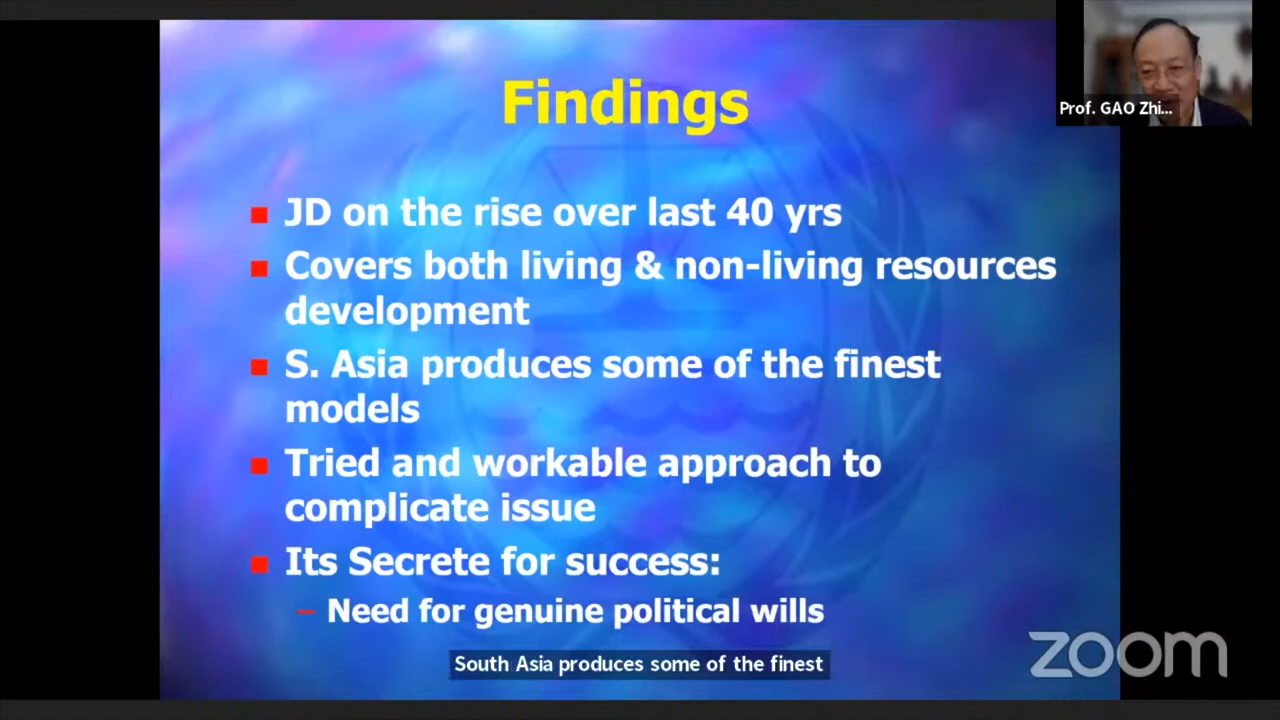 Findings
JD on the rise over last 40 yrs
Covers both living & non-living resources
development
S. Asia produces some of the finest
models
Tried and workable approach to
complicate issue
Its Secrete for success:
– Need for genuine political wills
South Asia produces some of the finest
Prof. GAO Zhi...
zoom